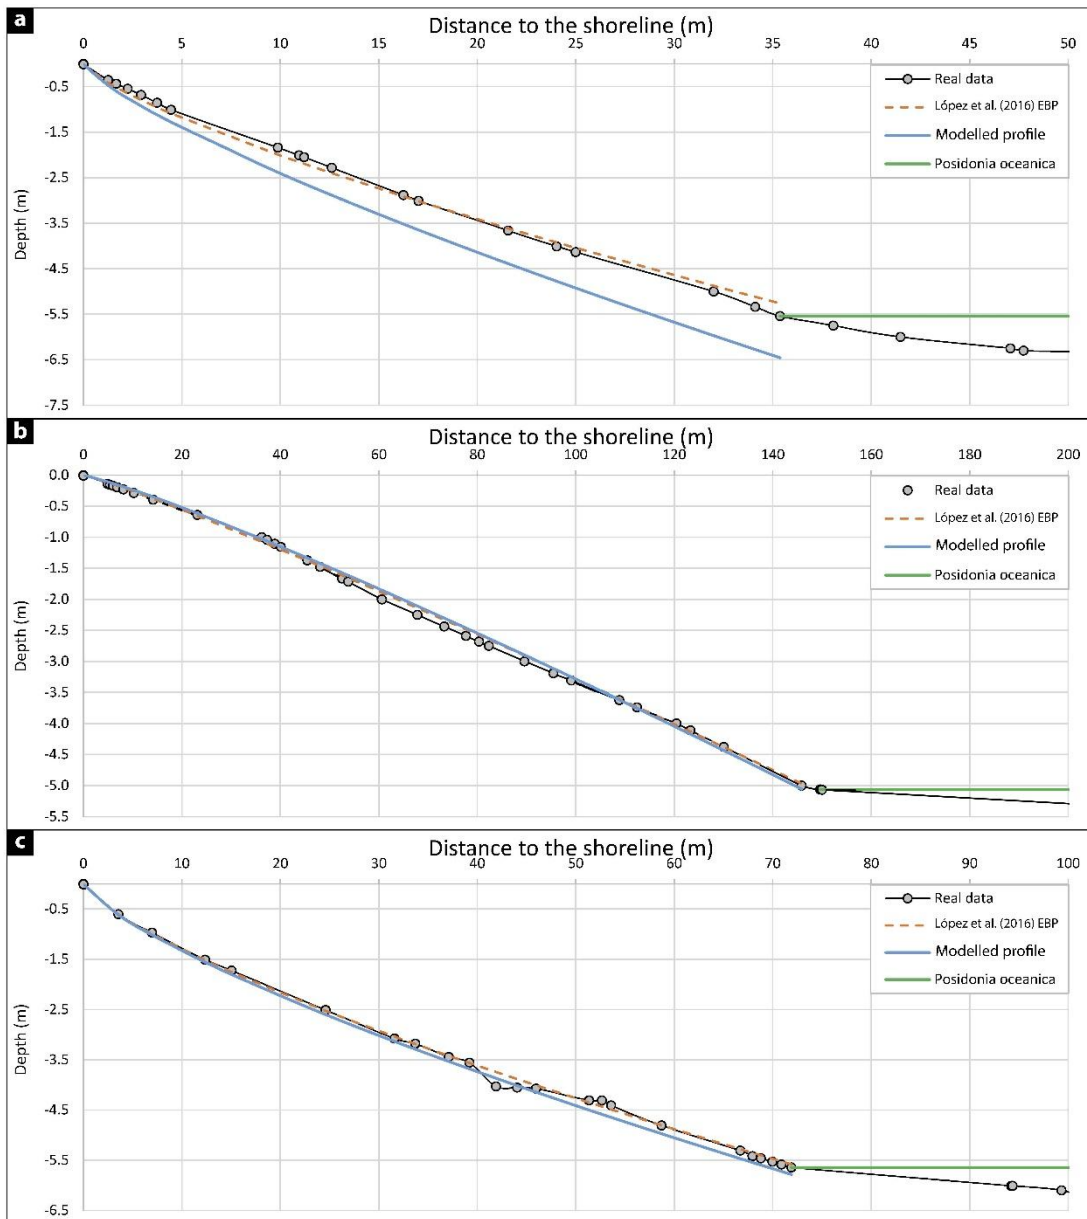 a
Distance to the shoreline (m)
0 5 10 15 20 25 30 35 40 45 50
-0.5
-1.5
-2.5
-3.5
-4.5
-5.5
-6.5
-7.5
Depth (m)
Real data
López et al. (2016) EBP
Modelled profile
Posidonia oceanica
b
Distance to the shoreline (m)
0 20 40 60 80 100 120 140 160 180 200
0.0
-0.5
-1.0
-1.5
-2.0
-2.5
-3.0
-3.5
-4.0
-4.5
-5.0
-5.5
Depth (m)
Real data
López et al. (2016) EBP
Modelled profile
Posidonia oceanica
c
Distance to the shoreline (m)
0 10 20 30 40 50 60 70 80 90 100
-0.5
-1.5
-2.5
-3.5
-4.5
-5.5
-6.5
Depth (m)
Real data
López et al. (2016) EBP
Modelled profile
Posidonia oceanica